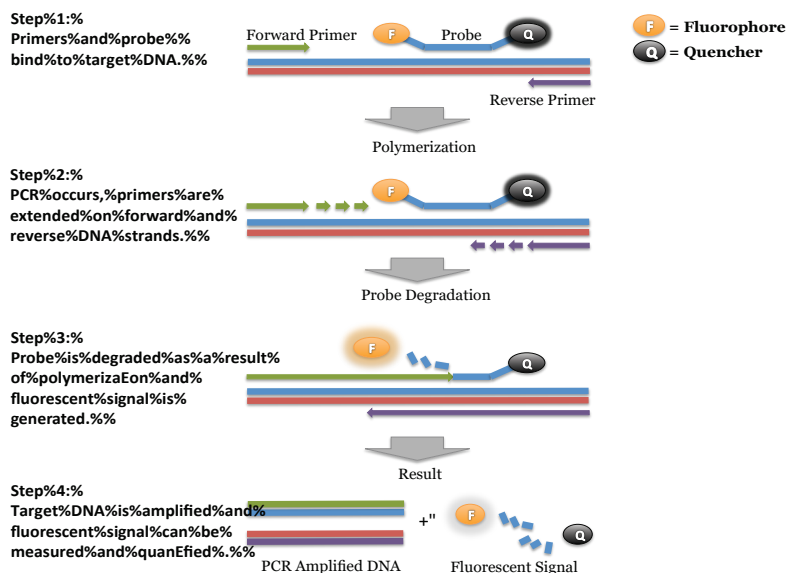 Step%1:%
Primers%and%probe%%
bind%to%target%DNA.%%
Forward Primer
F
Probe
Q
F = Fluorophore
Q = Quencher
Reverse Primer
Polymerization
Step%2:%
PCR%occurs,%primers%are%
extended%on%forward%and%
reverse%DNA%strands.%%
F
Q
Probe Degradation
Step%3:%
Probe%is%degraded%as%a%result%
of%polymerizaEon%and%
fluorescent%signal%is%
generated.%%
F
Q
Result
Step%4:%
Target%DNA%is%amplified%and%
fluorescent%signal%can%be%
measured%and%quanEfied%.%%
+"
F
Q
PCR Amplified DNA
Fluorescent Signal